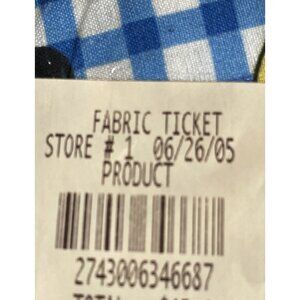 FABRIC TICKET
STORE # 1 06/26/05
PRODUCT
2743006346687